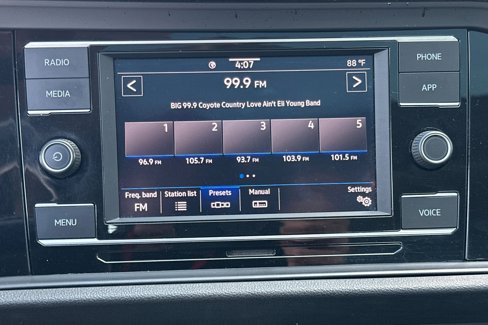 RADIO
MEDIA
MENU
4:07
88 °F
<
99.9 FM
>
BIG 99.9 Coyote Country Love Ain't Eli Young Band
1 2 3 4 5
96.9 FM 105.7 FM 93.7 FM 103.9 FM 101.5 FM
Freq. band Station list Presets Manual Settings
FM
PHONE
APP
VOICE